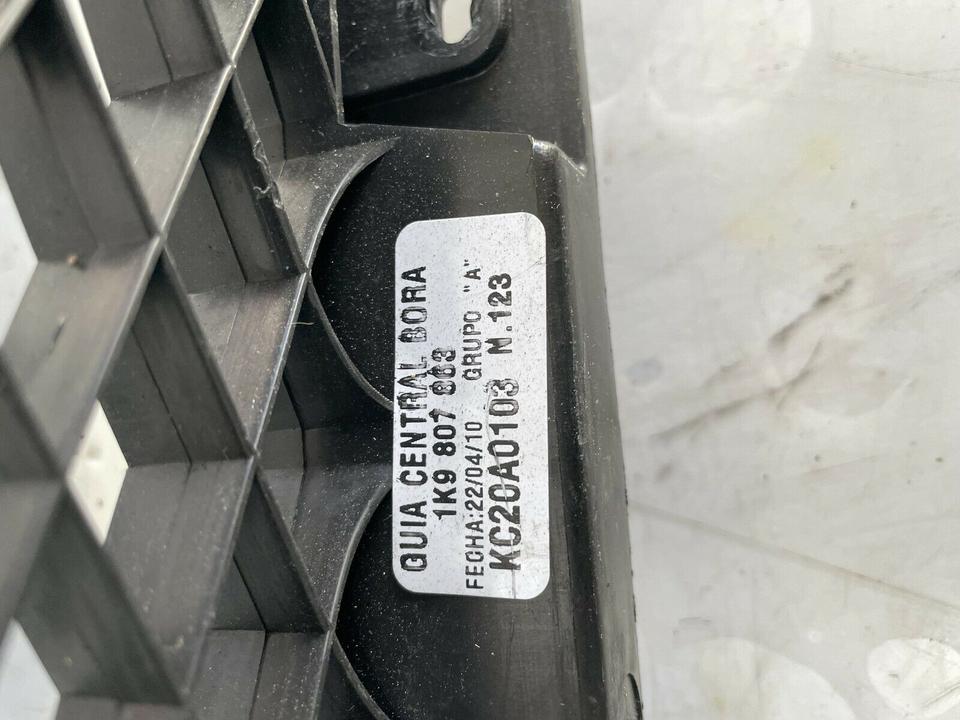 GUIA CENTRAL BORA
1K9 807 863
FECHA:22/04/10 GRUPO "A"
KC20A0103 N.123